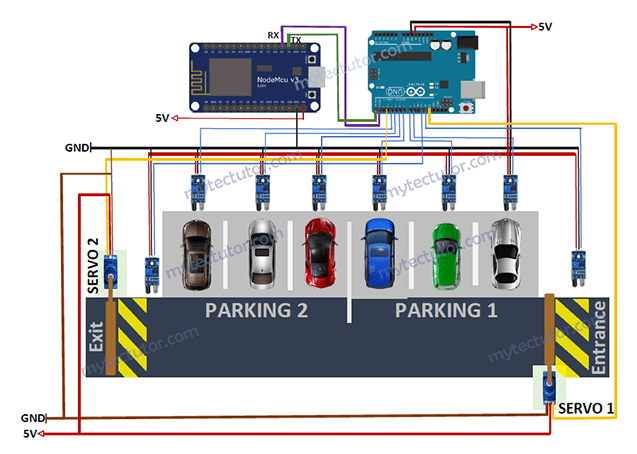 RX
TX
5V
NodeMcu v3
Lolin
UNO
5V
GND
mytectutor.com
mytectutor.com
mytectutor.com
SERVO 2
mytectutor.com
mytectutor.com
PARKING 2
PARKING 1
Exit
Entrance
mytectutor.com
mytectutor.com
SERVO 1
GND
5V